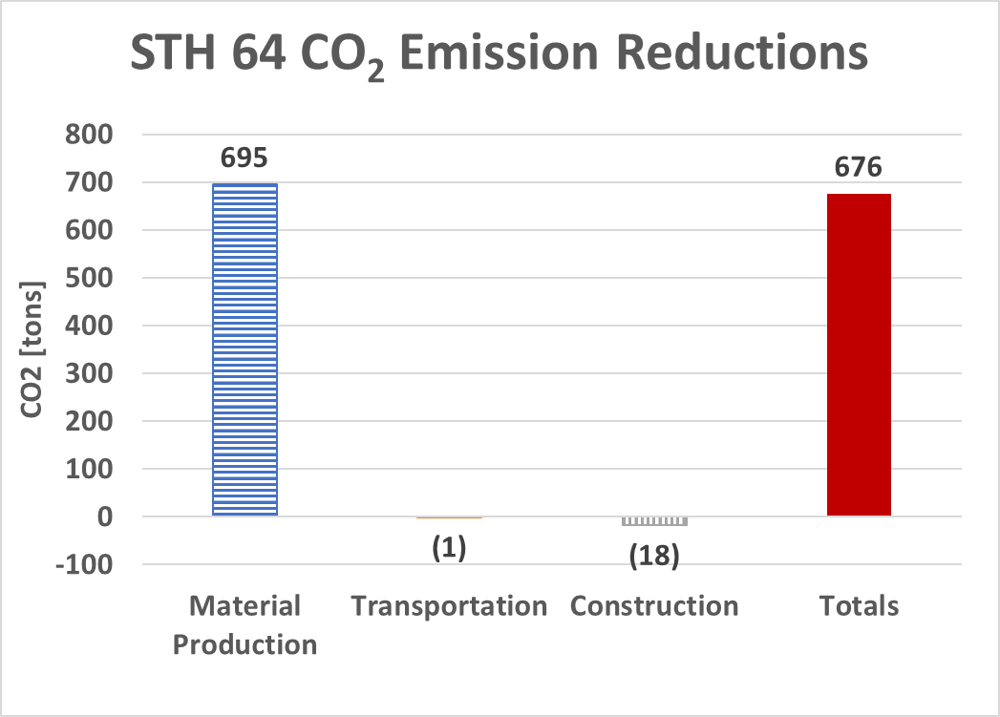 STH 64 CO₂ Emission Reductions
CO2 [tons]
800
700
600
500
400
300
200
100
0
-100
695
(1)
(18)
676
Material
Production
Transportation
Construction
Totals